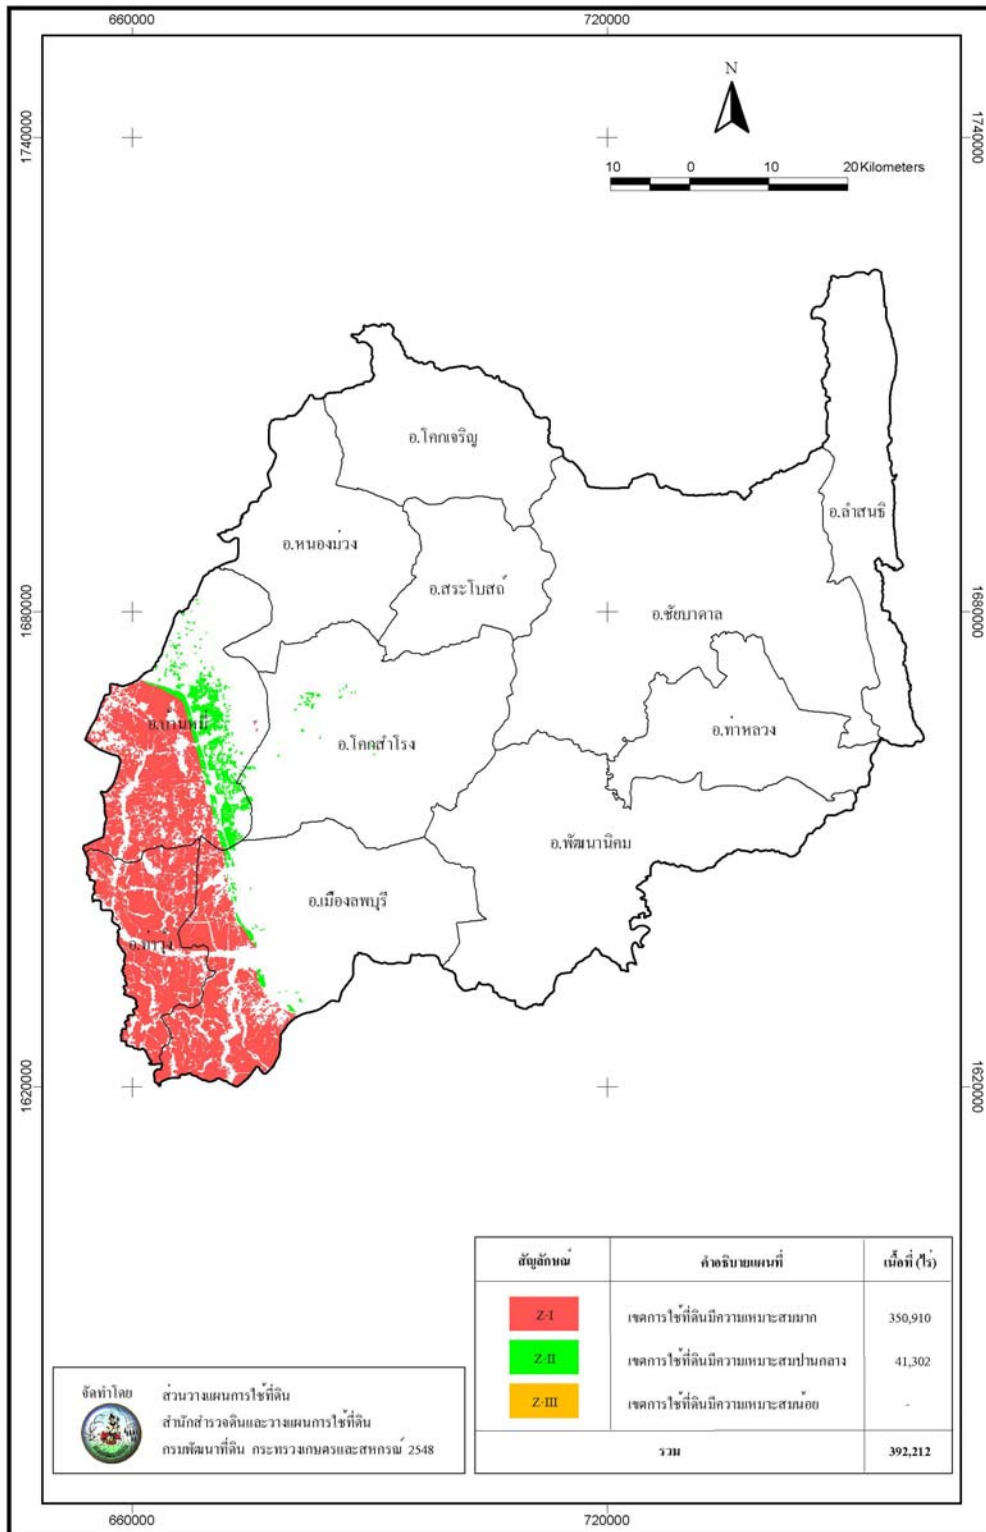 660000 720000
N
1740000 1740000
10 0 10 20 Kilometers
อ.โคกเจริญ
อ.ลำสนธิ
อ.หนองม่วง
อ.สระโบสถ์
อ.ชัยบาดาล
1680000 1680000
อ.บ้านหมี่
อ.โคกสำโรง
อ.ท่าหลวง
อ.พัฒนานิคม
อ.เมืองลพบุรี
อ.ท่าวุ้ง
1620000 1620000
สัญลักษณ์ คำอธิบายแผนที่ เนื้อที่ (ไร่)
Z-I เขตการใช้ที่ดินมีความเหมาะสมมาก 350,910
Z-II เขตการใช้ที่ดินมีความเหมาะสมปานกลาง 41,302
Z-III เขตการใช้ที่ดินมีความเหมาะสมน้อย -
รวม 392,212
จัดทำโดย ส่วนวางแผนการใช้ที่ดิน
สำนักสำรวจดินและวางแผนการใช้ที่ดิน
กรมพัฒนาที่ดิน กระทรวงเกษตรและสหกรณ์ 2548
660000 720000